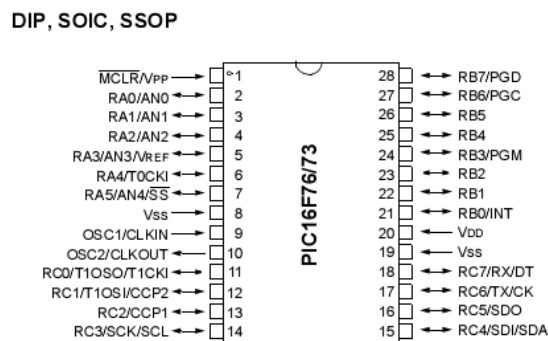 DIP, SOIC, SSOP
MCLR/VPP 1 28 RB7/PGD
RA0/AN0 2 27 RB6/PGC
RA1/AN1 3 26 RB5
RA2/AN2 4 25 RB4
RA3/AN3/VREF 5 24 RB3/PGM
RA4/T0CKI 6 23 RB2
RA5/AN4/SS 7 22 RB1
VSS 8 21 RB0/INT
OSC1/CLKIN 9 20 VDD
OSC2/CLKOUT 10 19 VSS
RC0/T1OSO/T1CKI 11 18 RC7/RX/DT
RC1/T1OSI/CCP2 12 17 RC6/TX/CK
RC2/CCP1 13 16 RC5/SDO
RC3/SCK/SCL 14 15 RC4/SDI/SDA
PIC16F76/73